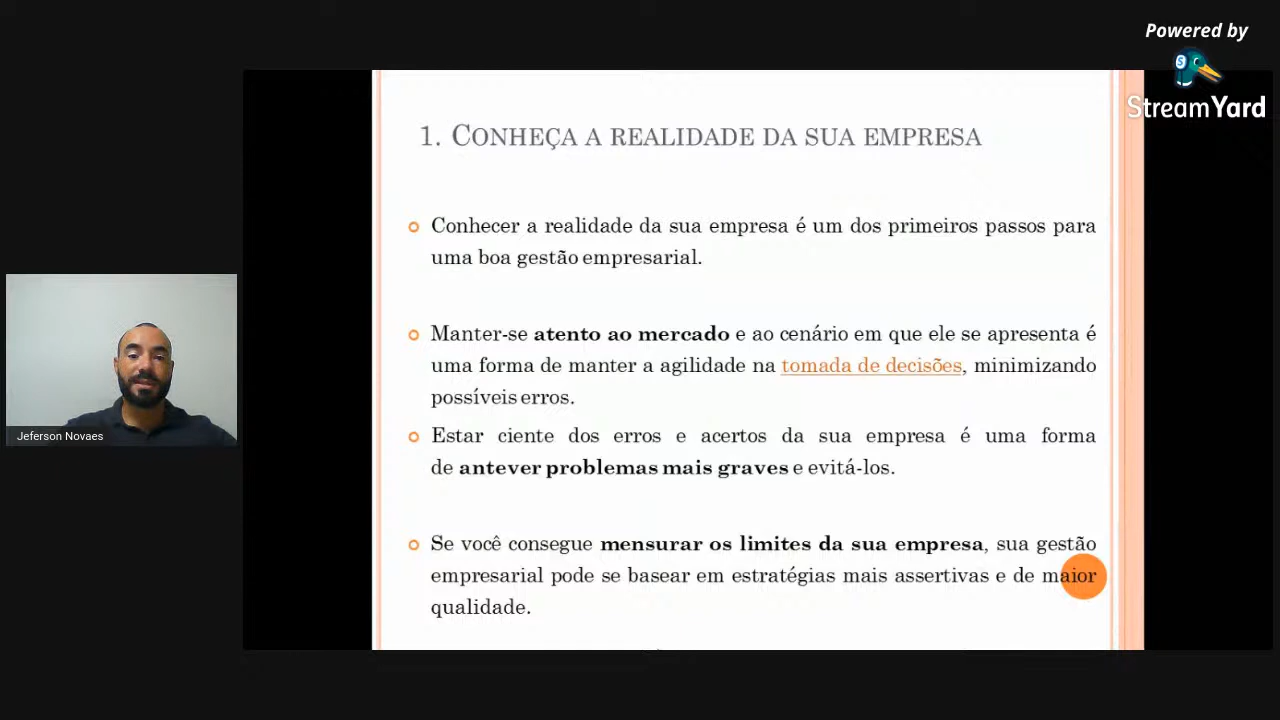 Powered by
StreamYard
1. CONHEÇA A REALIDADE DA SUA EMPRESA
Conhecer a realidade da sua empresa é um dos primeiros passos para
uma boa gestão empresarial.
Manter-se atento ao mercado e ao cenário em que ele se apresenta é
uma forma de manter a agilidade na tomada de decisões, minimizando
possíveis erros.
Estar ciente dos erros e acertos da sua empresa é uma forma
de antever problemas mais graves e evitá-los.
Se você consegue mensurar os limites da sua empresa, sua gestão
empresarial pode se basear em estratégias mais assertivas e de maior
qualidade.
Jeferson Novaes